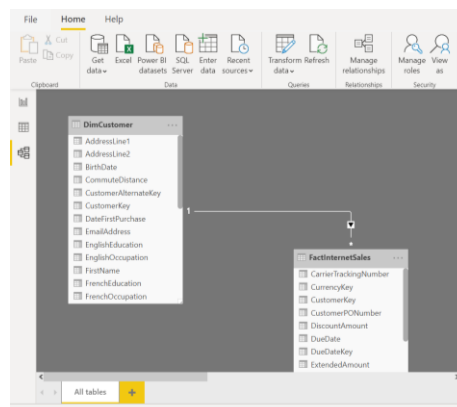 File Home Help
Paste Cut Copy
Get data Excel Power BI datasets SQL Server Enter data Recent sources Transform data Refresh Manage relationships Manage roles View as
Clipboard Data Queries Relationships Security
DimCustomer ...
AddressLine1
AddressLine2
BirthDate
CommuteDistance
CustomerAlternateKey
CustomerKey
DateFirstPurchase
EmailAddress
EnglishEducation
EnglishOccupation
FirstName
FrenchEducation
FrenchOccupation
1
*
FactInternetSales ...
CarrierTrackingNumber
CurrencyKey
CustomerKey
CustomerPONumber
DiscountAmount
DueDate
DueDateKey
ExtendedAmount
All tables +